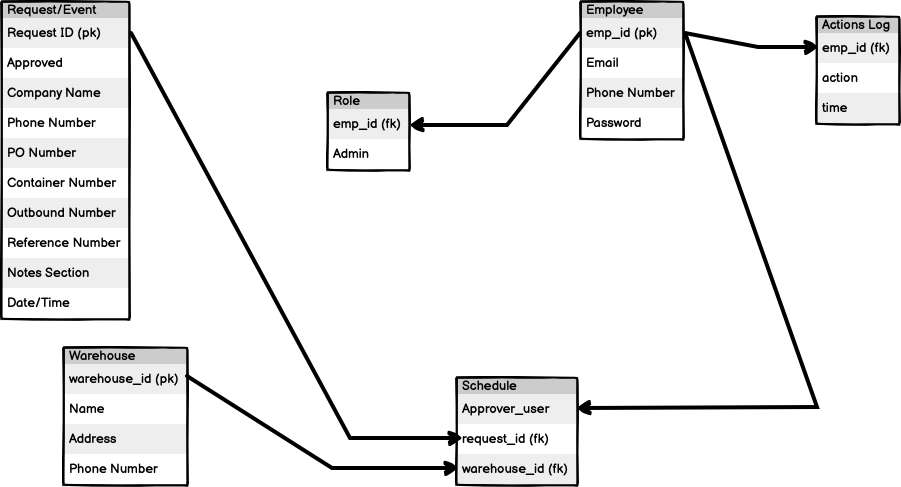 Request/Event
Request ID (pk)
Approved
Company Name
Phone Number
PO Number
Container Number
Outbound Number
Reference Number
Notes Section
Date/Time
Employee
emp_id (pk)
Email
Phone Number
Password
Actions Log
emp_id (fk)
action
time
Role
emp_id (fk)
Admin
Warehouse
warehouse_id (pk)
Name
Address
Phone Number
Schedule
Approver_user
request_id (fk)
warehouse_id (fk)